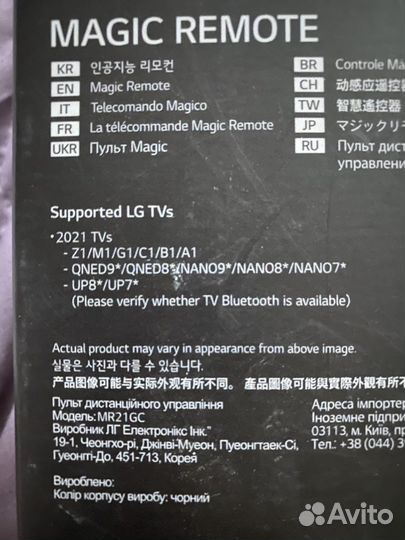 MAGIC REMOTE
KR 인공지능 리모컨
EN Magic Remote
IT Telecomando Magico
FR La télécommande Magic Remote
UKR Пульт Magic
BR Controle Ma
CH 动感应遥控器
TW 智慧遙控器
JP マジックリモ
RU Пульт дист
управлени
Supported LG TVs
· 2021 TVs
- Z1/M1/G1/C1/B1/A1
- QNED9*/QNED8*/NANO9*/NANO8*/NANO7*
- UP8*/UP7*
(Please verify whether TV Bluetooth is available)
Actual product may vary in appearance from above image.
실물은 사진과 다를 수 있습니다.
产品图像可能与实际外观有所不同。 產品圖像可能與實際外觀有所不
Пульт дистанційного управління
Модель: MR21GC
Виробник ЛГ Електронікс Інк."
19-1, Чеонгхо-рі, Джінві-Муеон, Пуеонгтаек-Сі,
Гуеонггі-До, 451-713, Корея
Адреса імпортер
Іноземне підпри
03113, м. Київ, пр
Тел.: +38 (044) 3
Вироблено:
Колір корпусу виробу: чорний
Avito